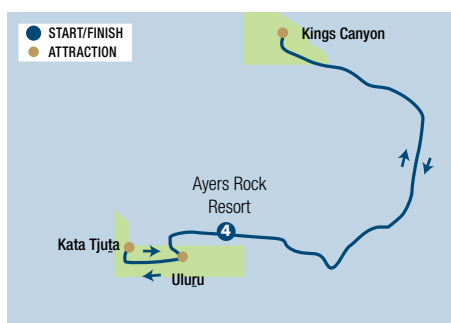 START/FINISH
ATTRACTION
Kings Canyon
Ayers Rock
Resort
4
Kata Tjuṯa
Uluṟu